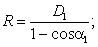 R = D₁ / (1 − cosα₁);